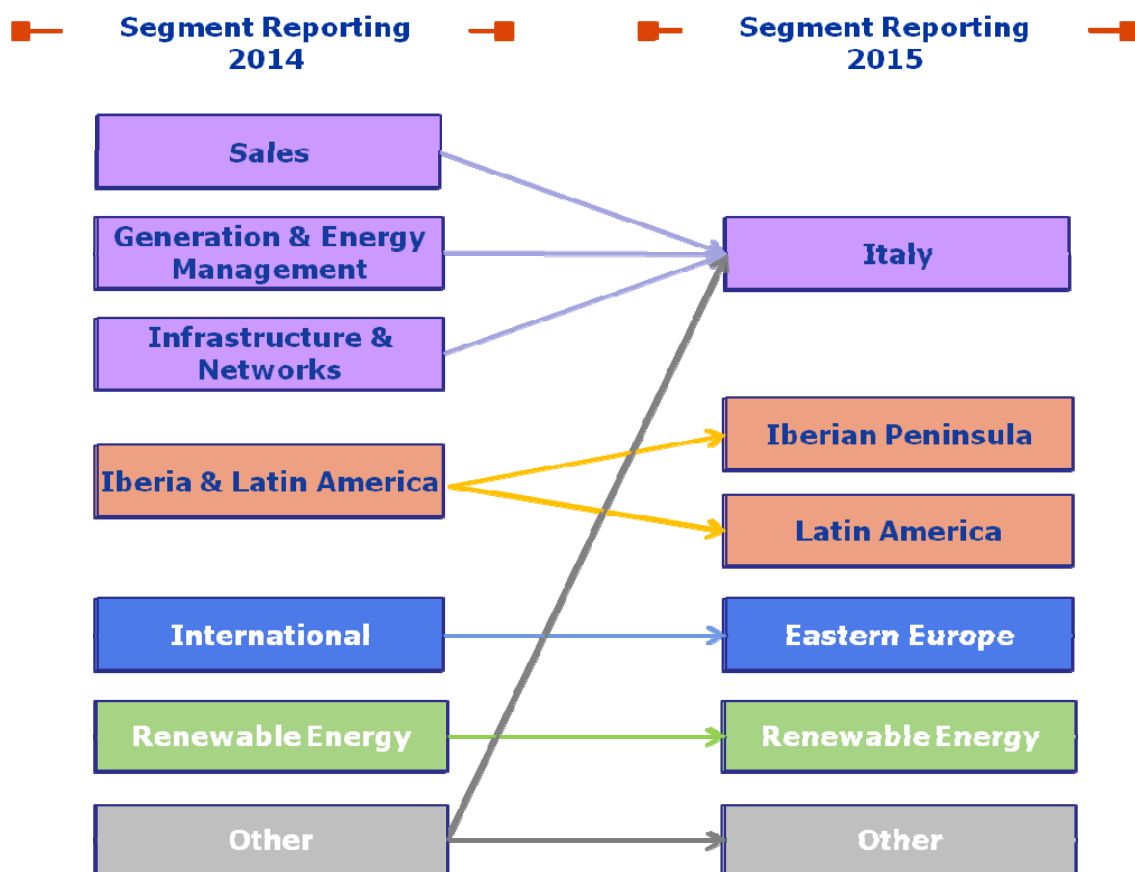 Segment Reporting
2014
Segment Reporting
2015
Sales
Generation & Energy
Management
Infrastructure &
Networks
Iberia & Latin America
International
Renewable Energy
Other
Italy
Iberian Peninsula
Latin America
Eastern Europe
Renewable Energy
Other